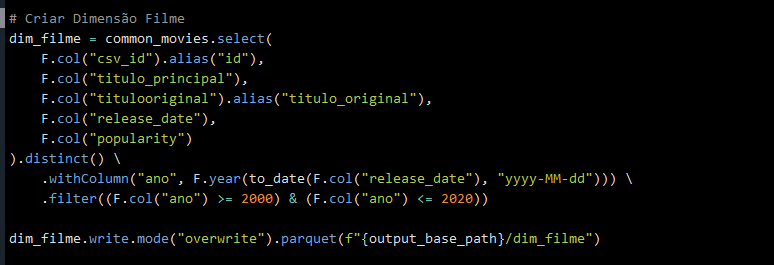 # Criar Dimensão Filme
dim_filme = common_movies.select(
    F.col("csv_id").alias("id"),
    F.col("titulo_principal"),
    F.col("titulooriginal").alias("titulo_original"),
    F.col("release_date"),
    F.col("popularity")
).distinct() \
    .withColumn("ano", F.year(to_date(F.col("release_date"), "yyyy-MM-dd"))) \
    .filter((F.col("ano") >= 2000) & (F.col("ano") <= 2020))

dim_filme.write.mode("overwrite").parquet(f"{output_base_path}/dim_filme")